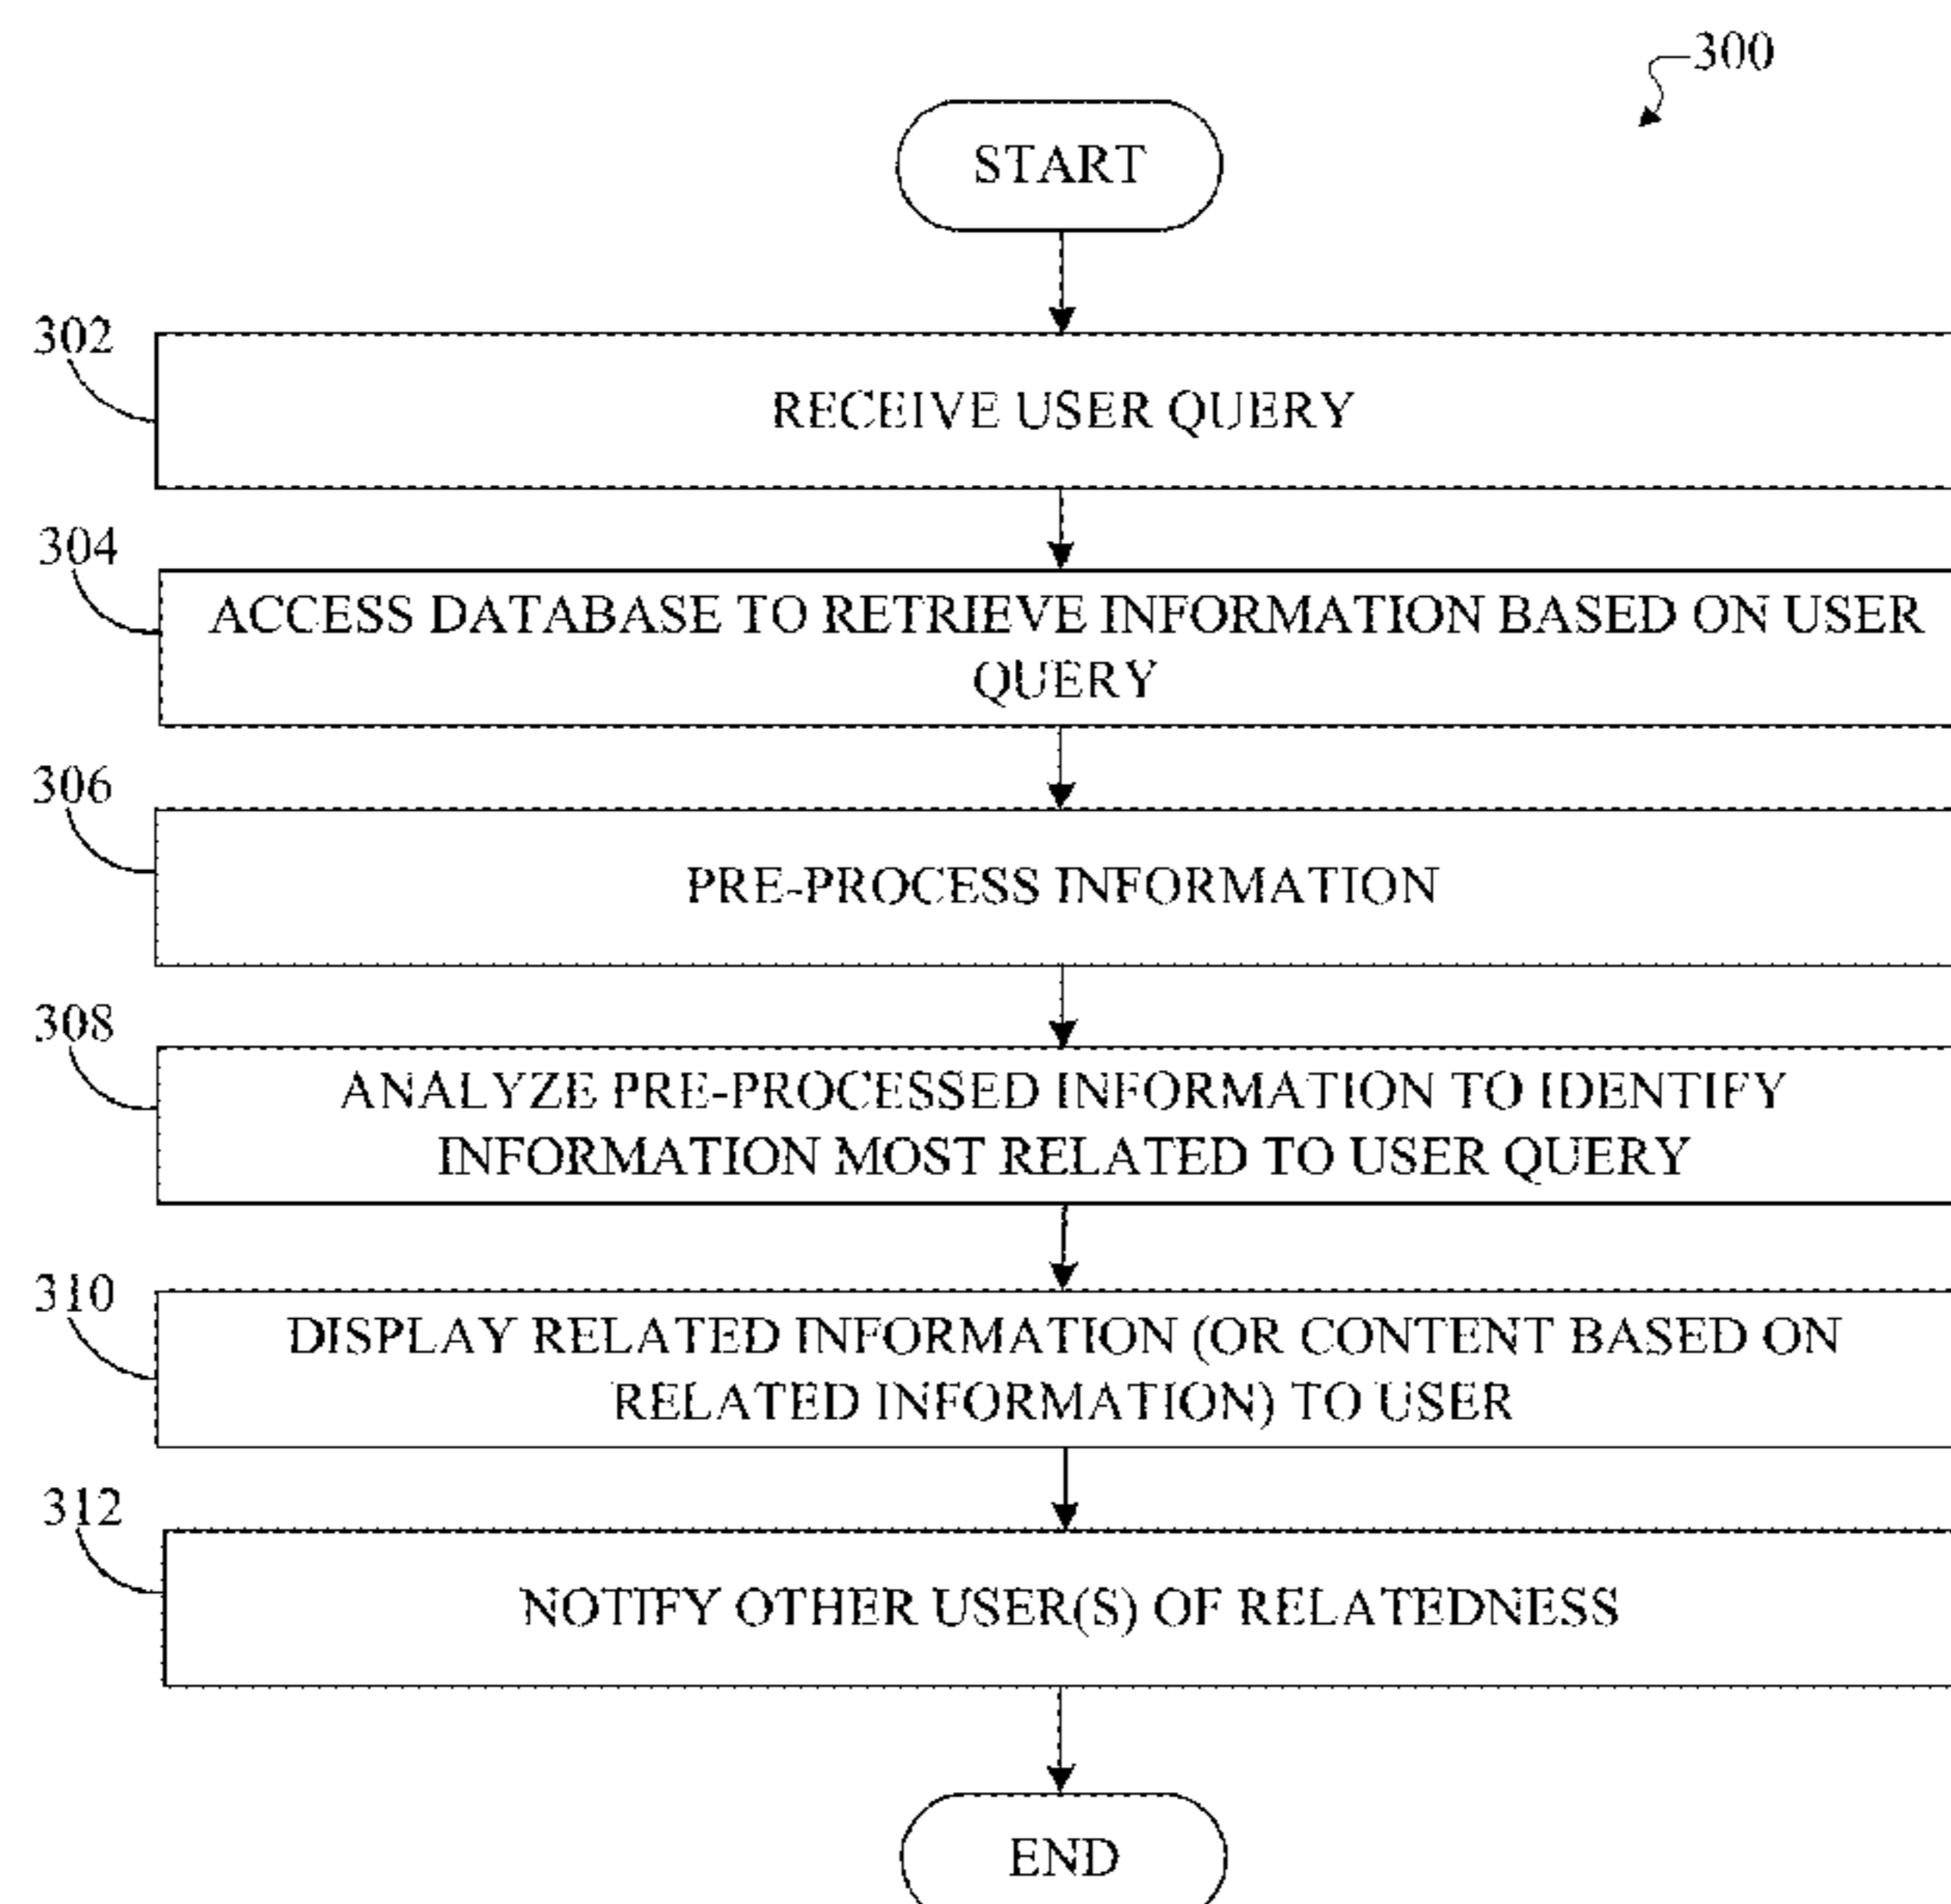 300
START
302
RECEIVE USER QUERY
304
ACCESS DATABASE TO RETRIEVE INFORMATION BASED ON USER
QUERY
306
PRE-PROCESS INFORMATION
308
ANALYZE PRE-PROCESSED INFORMATION TO IDENTIFY
INFORMATION MOST RELATED TO USER QUERY
310
DISPLAY RELATED INFORMATION (OR CONTENT BASED ON
RELATED INFORMATION) TO USER
312
NOTIFY OTHER USER(S) OF RELATEDNESS
END